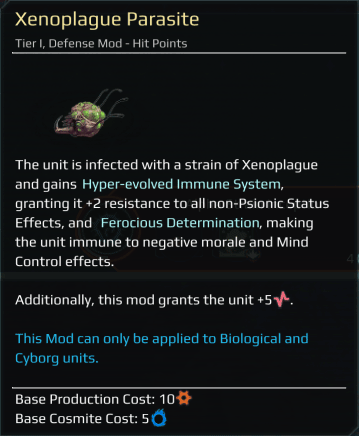 Xenoplague Parasite
Tier I, Defense Mod - Hit Points
The unit is infected with a strain of Xenoplague
and gains Hyper-evolved Immune System,
granting it +2 resistance to all non-Psionic Status
Effects, and Ferocious Determination, making
the unit immune to negative morale and Mind
Control effects.
Additionally, this mod grants the unit +5.
This Mod can only be applied to Biological and
Cyborg units.
Base Production Cost: 10
Base Cosmite Cost: 5